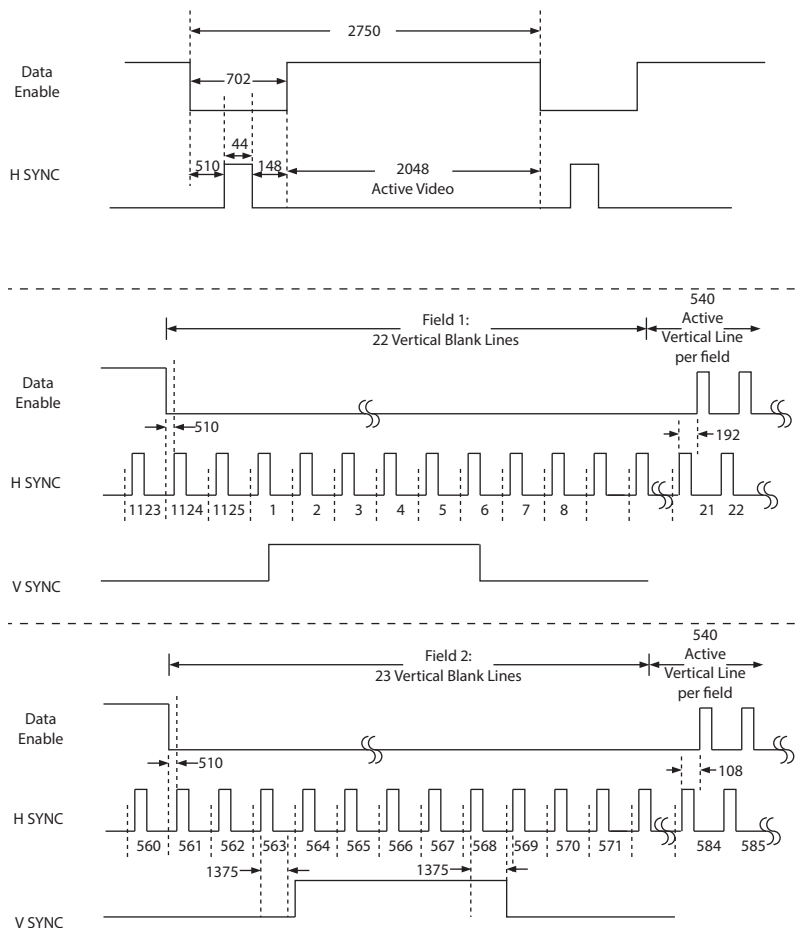 2750
Data
Enable
702
44
510
148
2048
Active Video
H SYNC
540
Active
Vertical Line
per field
Field 1:
22 Vertical Blank Lines
Data
Enable
510
192
H SYNC
1123 1124 1125 1 2 3 4 5 6 7 8 21 22
V SYNC
540
Active
Vertical Line
per field
Field 2:
23 Vertical Blank Lines
Data
Enable
510
108
H SYNC
560 561 562 563 564 565 566 567 568 569 570 571 584 585
1375 1375
V SYNC